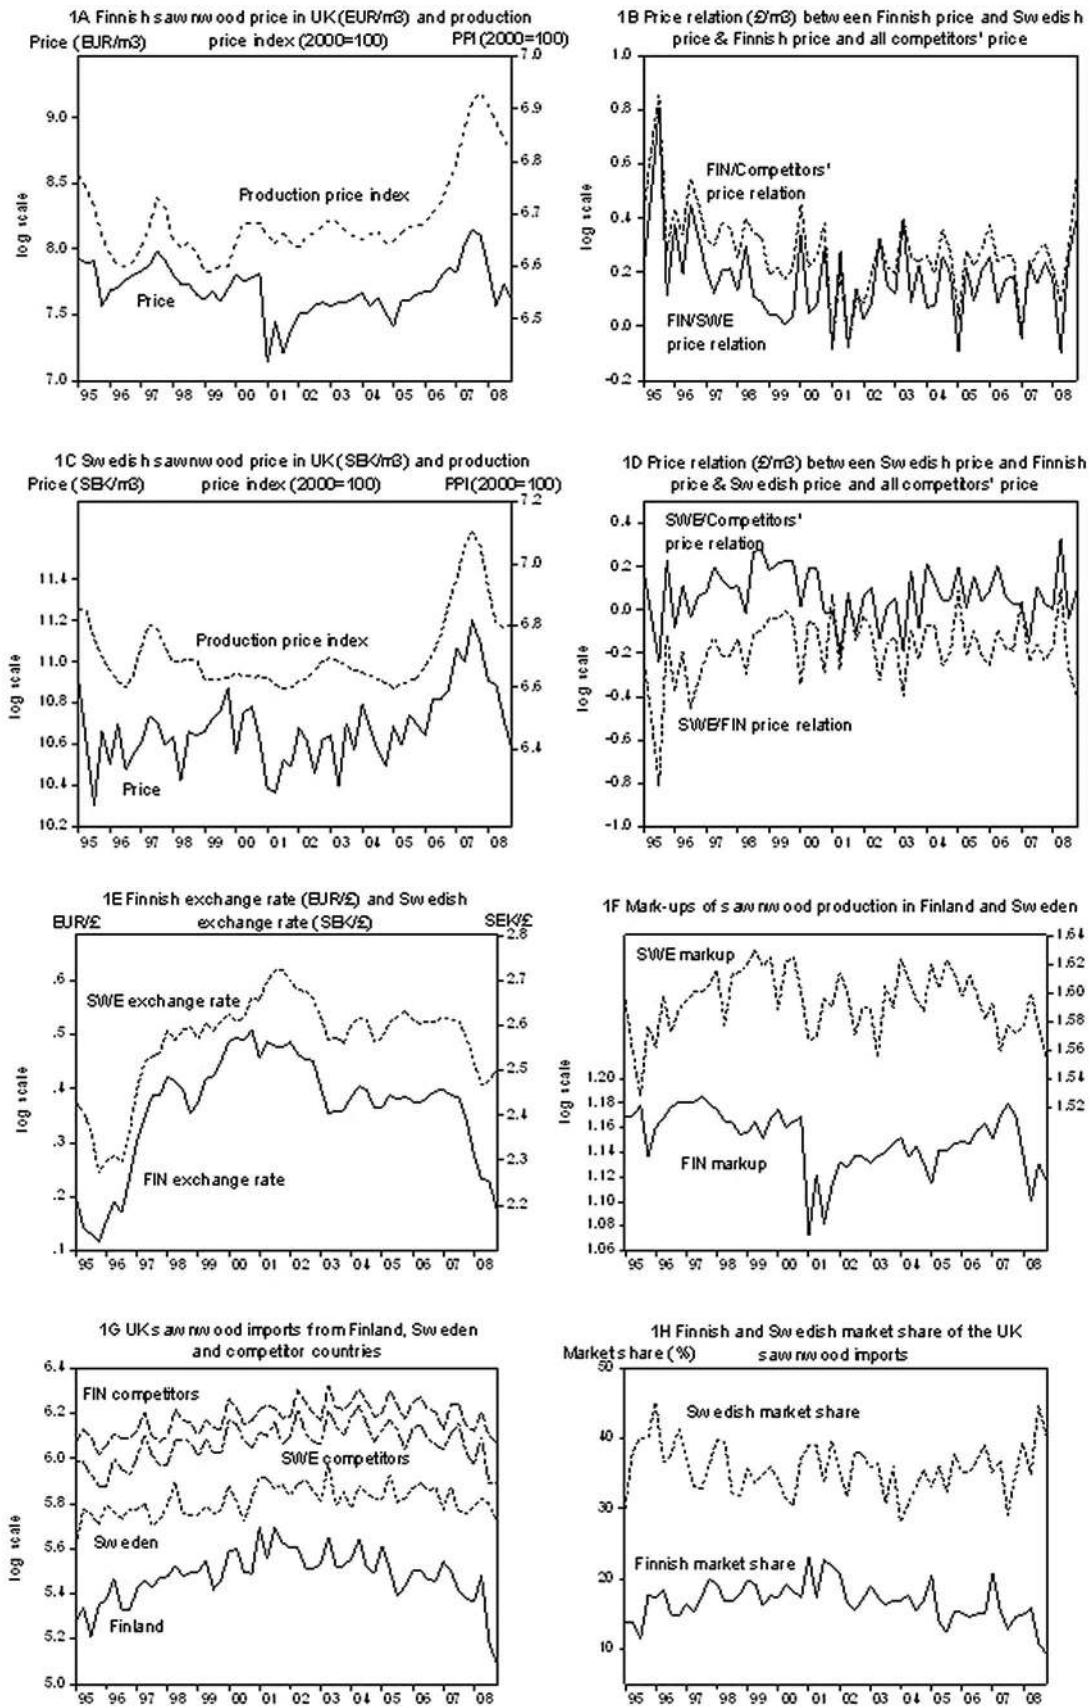 1A Finnish sawnwood price in UK (EUR/m3) and production
Price (EUR/m3) price index (2000=100) PPI (2000=100)
7.0
9.0
6.9
6.8
8.5
Production price index
6.7
log scale
8.0
6.6
Price
7.5
6.5
7.0
95 96 97 98 99 00 01 02 03 04 05 06 07 08
1B Price relation (£/m3) between Finnish price and Swedish
price & Finnish price and all competitors' price
1.0
0.8
0.6
FIN/Competitors'
price relation
log scale
0.4
0.2
FIN/SWE
price relation
0.0
-0.2
95 96 97 98 99 00 01 02 03 04 05 06 07 08
1C Swedish sawnwood price in UK (SEK/m3) and production
Price (SEK/m3) price index (2000=100) PPI (2000=100)
7.2
11.4
7.0
11.2
Production price index
6.8
11.0
log scale
10.8
6.6
10.6
6.4
10.4
Price
10.2
95 96 97 98 99 00 01 02 03 04 05 06 07 08
1D Price relation (£/m3) between Swedish price and Finnish
price & Swedish price and all competitors' price
0.4
SWE/Competitors'
price relation
0.2
0.0
log scale
-0.2
-0.4
SWE/FIN price relation
-0.6
-0.8
-1.0
95 96 97 98 99 00 01 02 03 04 05 06 07 08
1E Finnish exchange rate (EUR/£) and Swedish
EUR/£ exchange rate (SEK/£) SEK/£
2.8
.6
2.7
SWE exchange rate
2.6
.5
2.5
log scale
.4
2.4
.3
2.3
FIN exchange rate
.2
2.2
.1
95 96 97 98 99 00 01 02 03 04 05 06 07 08
1F Mark-ups of sawnwood production in Finland and Sweden
1.64
SWE markup
1.62
1.60
1.58
1.56
log scale
1.20
1.54
1.18
1.52
1.16
1.14
FIN markup
1.12
1.10
1.08
1.06
95 96 97 98 99 00 01 02 03 04 05 06 07 08
1G UK sawnwood imports from Finland, Sweden
and competitor countries
6.4
FIN competitors
6.2
6.0
SWE competitors
5.8
log scale
Sweden
5.6
5.4
Finland
5.2
5.0
95 96 97 98 99 00 01 02 03 04 05 06 07 08
1H Finnish and Swedish market share of the UK
Market share (%) sawnwood imports
50
Swedish market share
40
30
Finnish market share
20
10
95 96 97 98 99 00 01 02 03 04 05 06 07 08